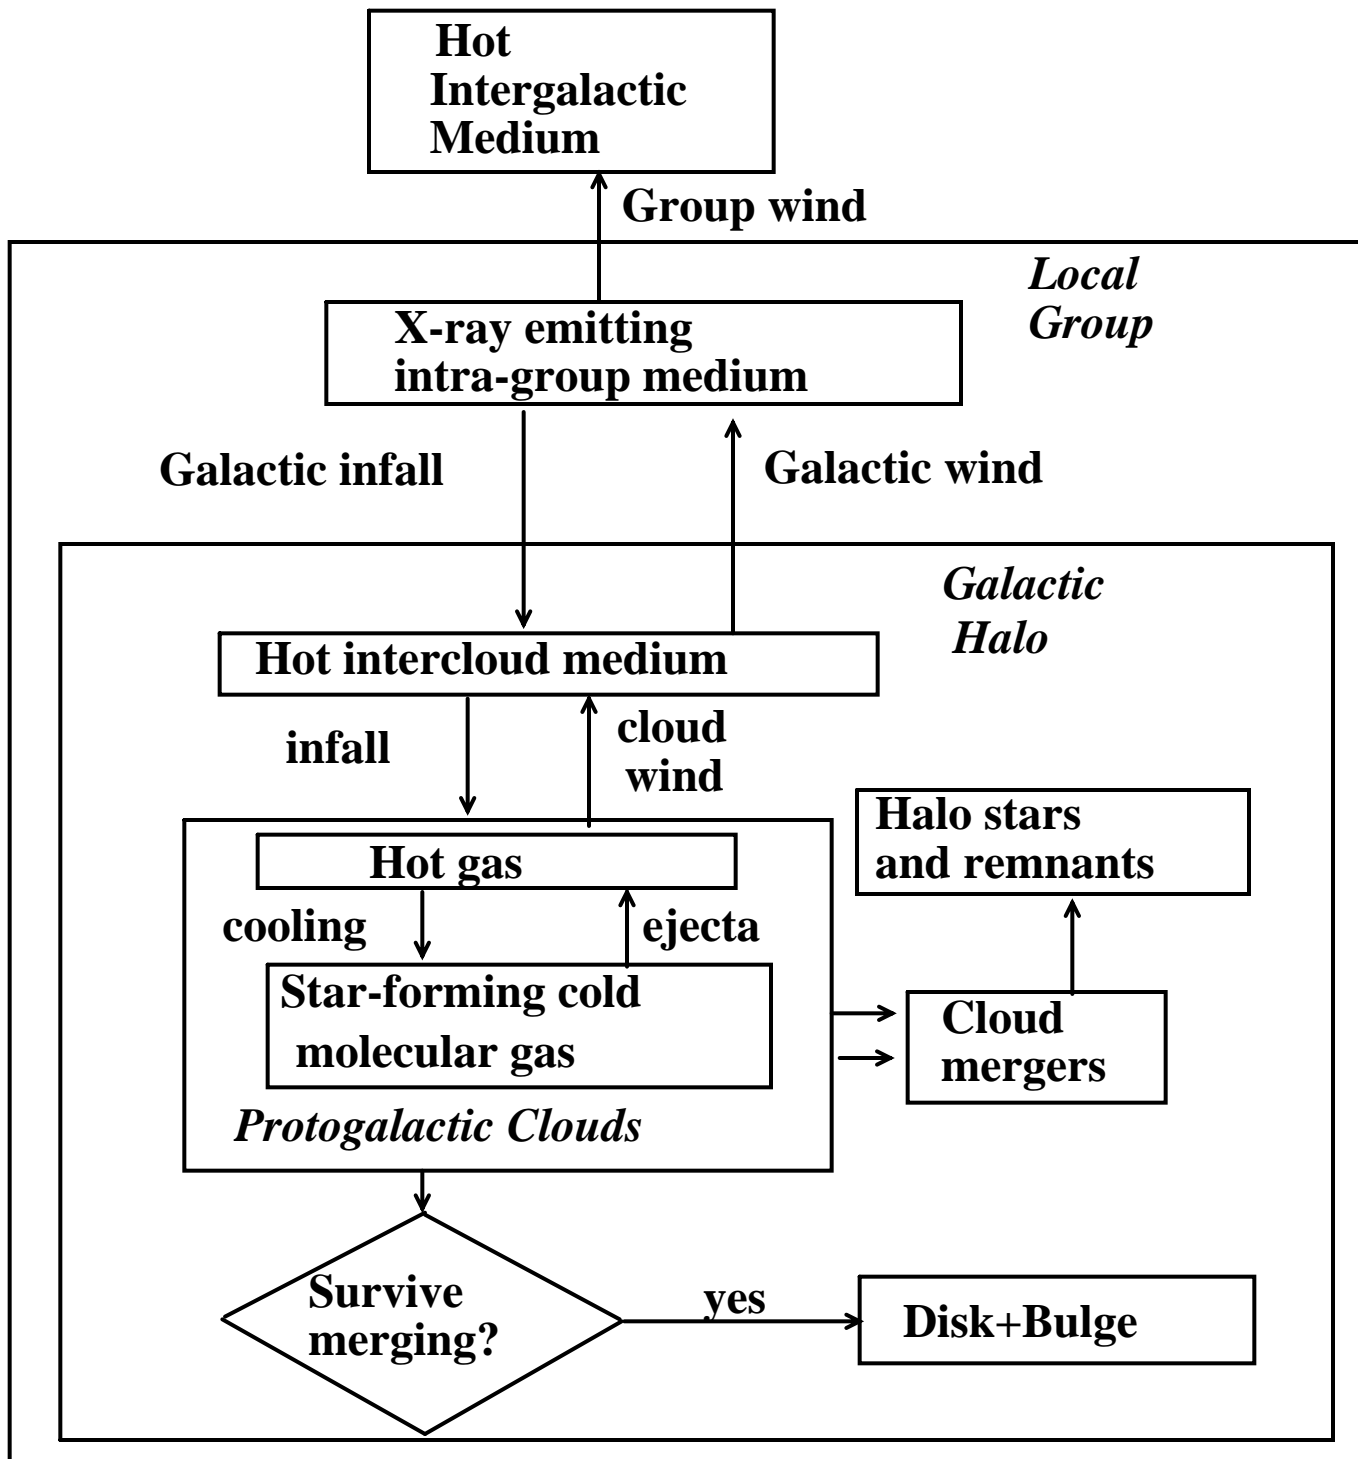 Hot
Intergalactic
Medium
Group wind
Local
Group
X-ray emitting
intra-group medium
Galactic infall
Galactic wind
Galactic
Halo
Hot intercloud medium
infall
cloud
wind
Halo stars
and remnants
Hot gas
cooling
ejecta
Star-forming cold
molecular gas
Cloud
mergers
Protogalactic Clouds
Survive
merging?
yes
Disk+Bulge